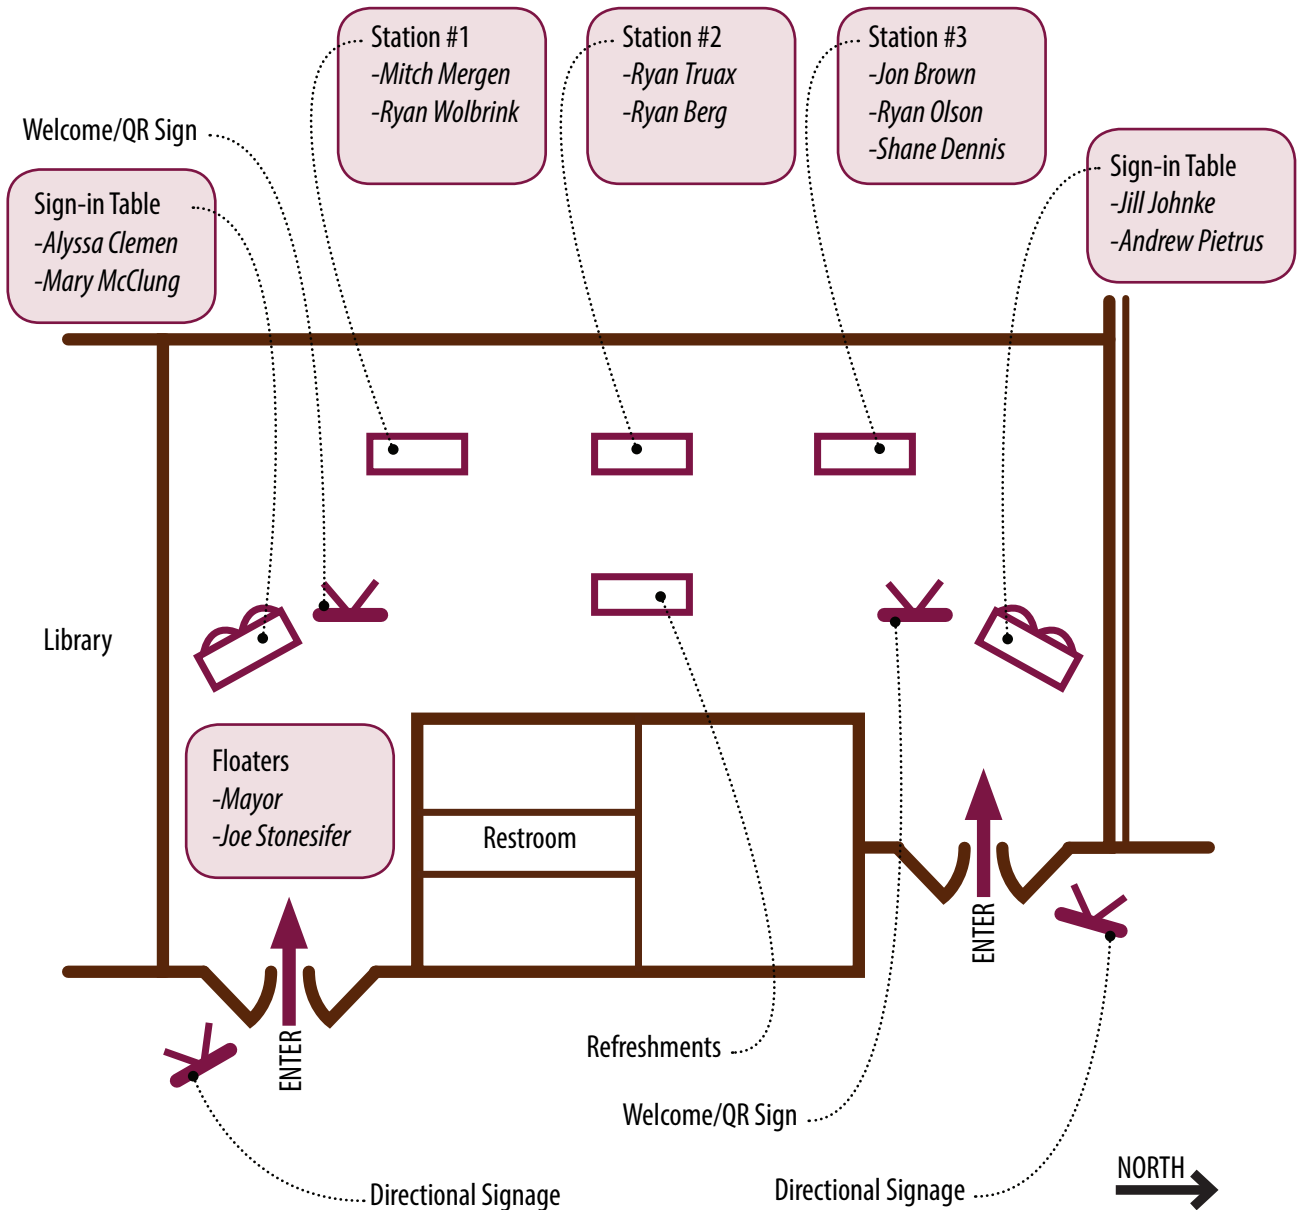 Station #1
-Mitch Mergen
-Ryan Wolbrink
Station #2
-Ryan Truax
-Ryan Berg
Station #3
-Jon Brown
-Ryan Olson
-Shane Dennis
Welcome/QR Sign
Sign-in Table
-Alyssa Clemen
-Mary McClung
Sign-in Table
-Jill Johnke
-Andrew Pietrus
Library
Floaters
-Mayor
-Joe Stonesifer
Restroom
ENTER
ENTER
Refreshments
Welcome/QR Sign
Directional Signage
Directional Signage
NORTH